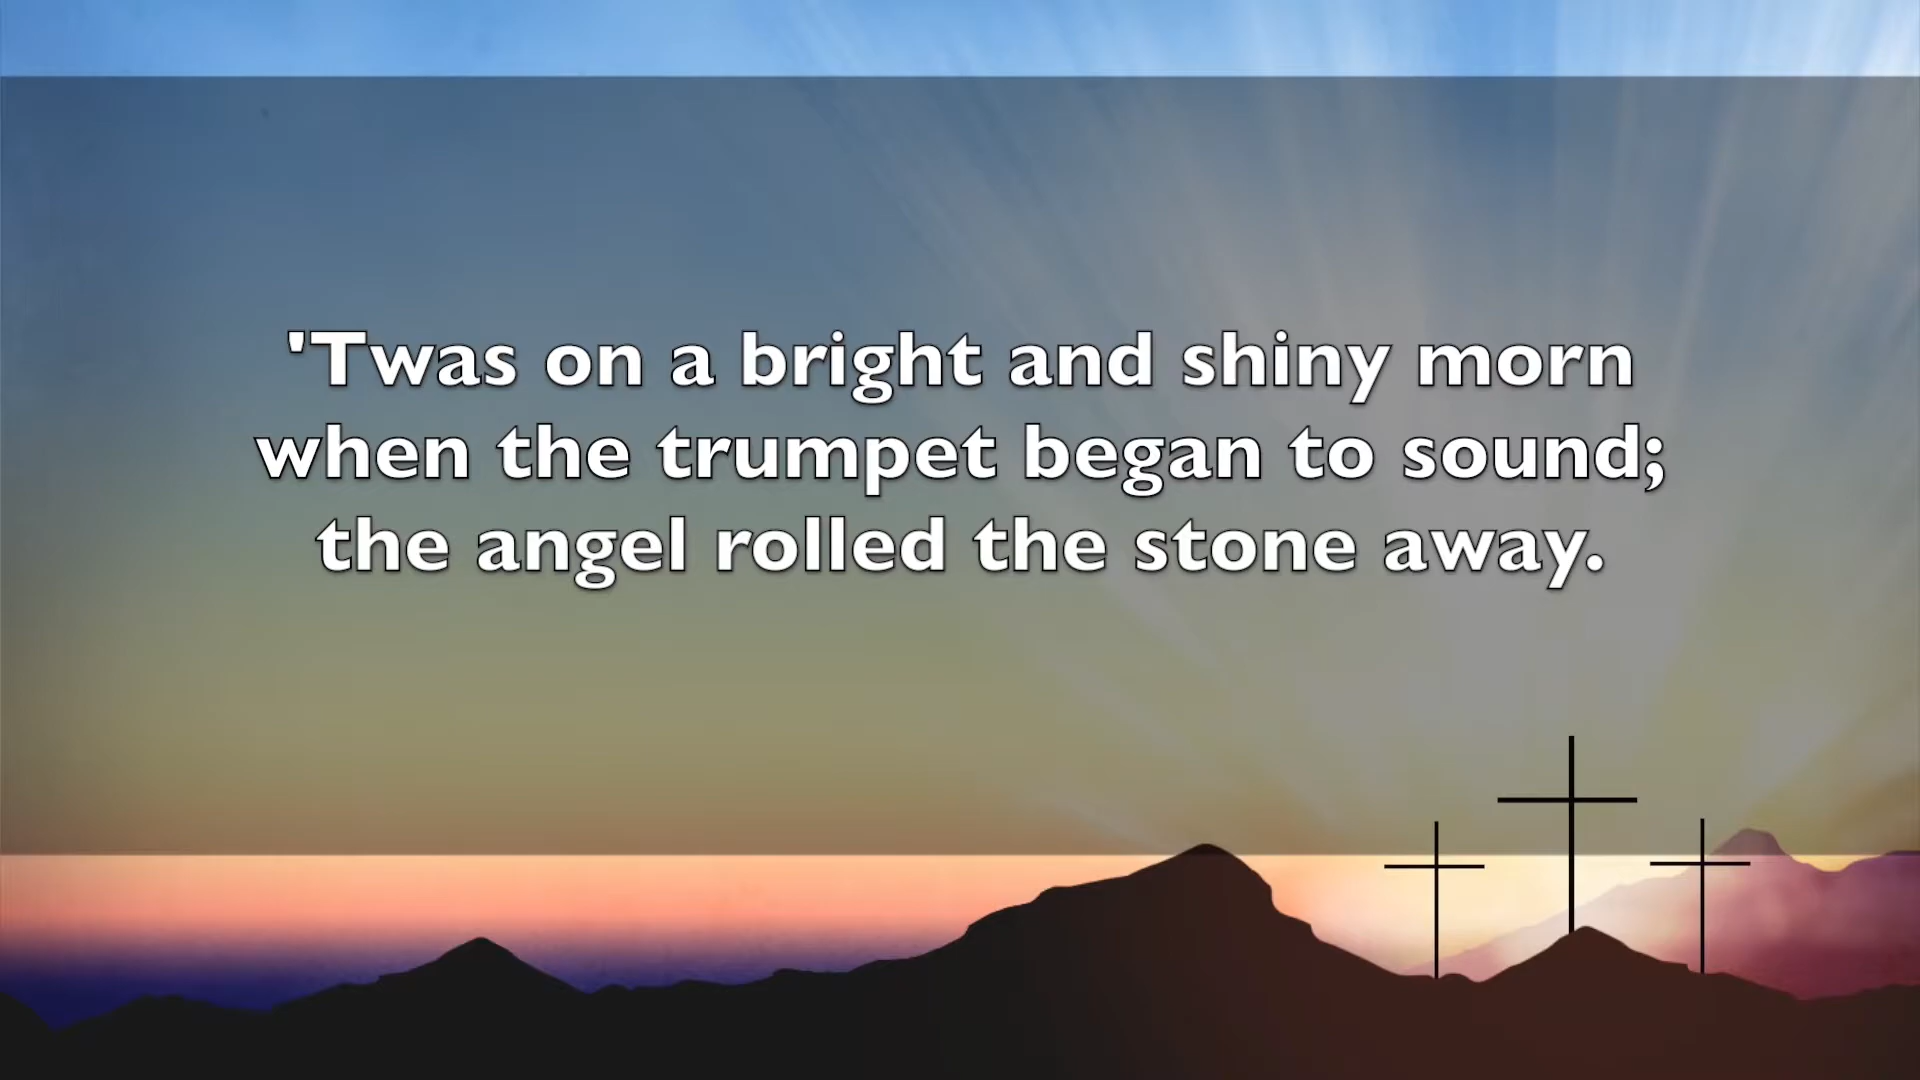 'Twas on a bright and shiny morn
when the trumpet began to sound;
the angel rolled the stone away.